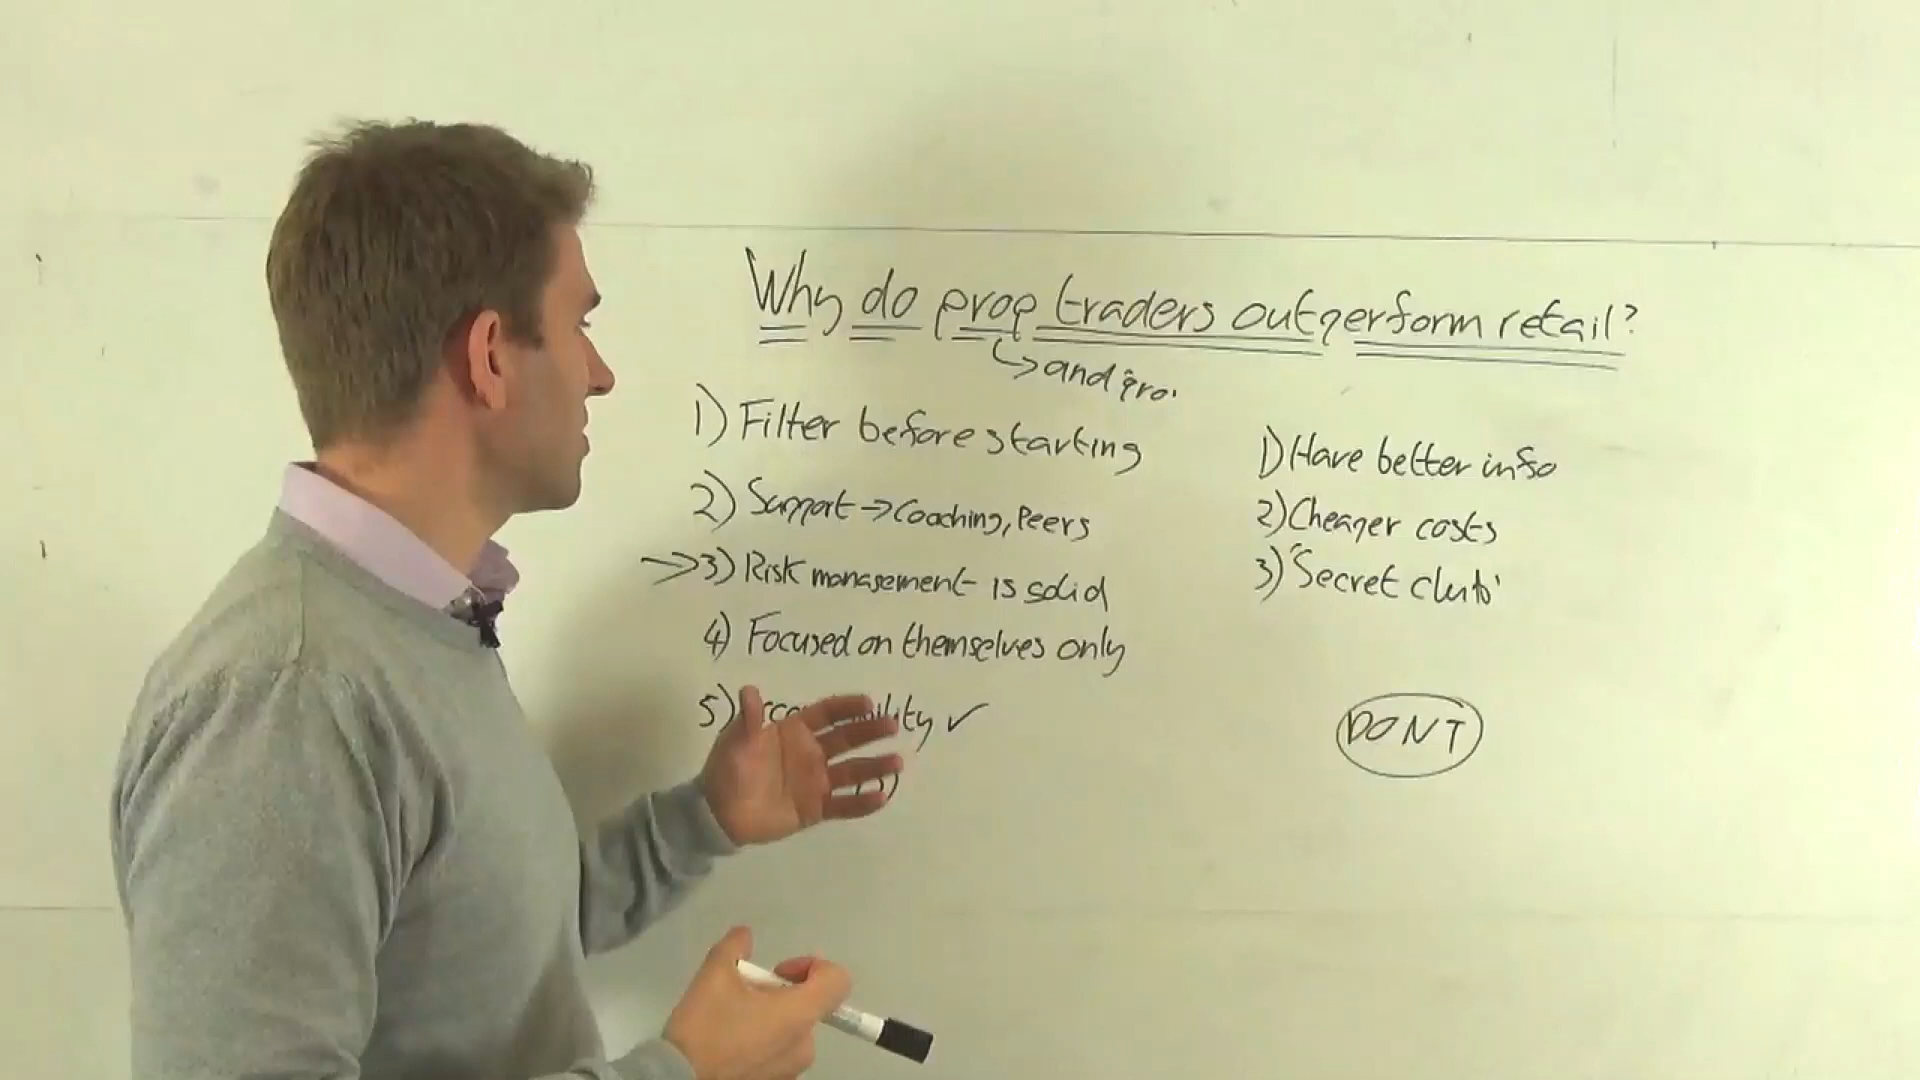 Why do prop traders outperform retail?
↳ and pro.
1) Filter before starting
2) Support → Coaching, Peers
→ 3) Risk management is solid
4) Focused on themselves only
5) ✓
1) Have better info
2) Cheaper costs
3) 'Secret club'
DONT